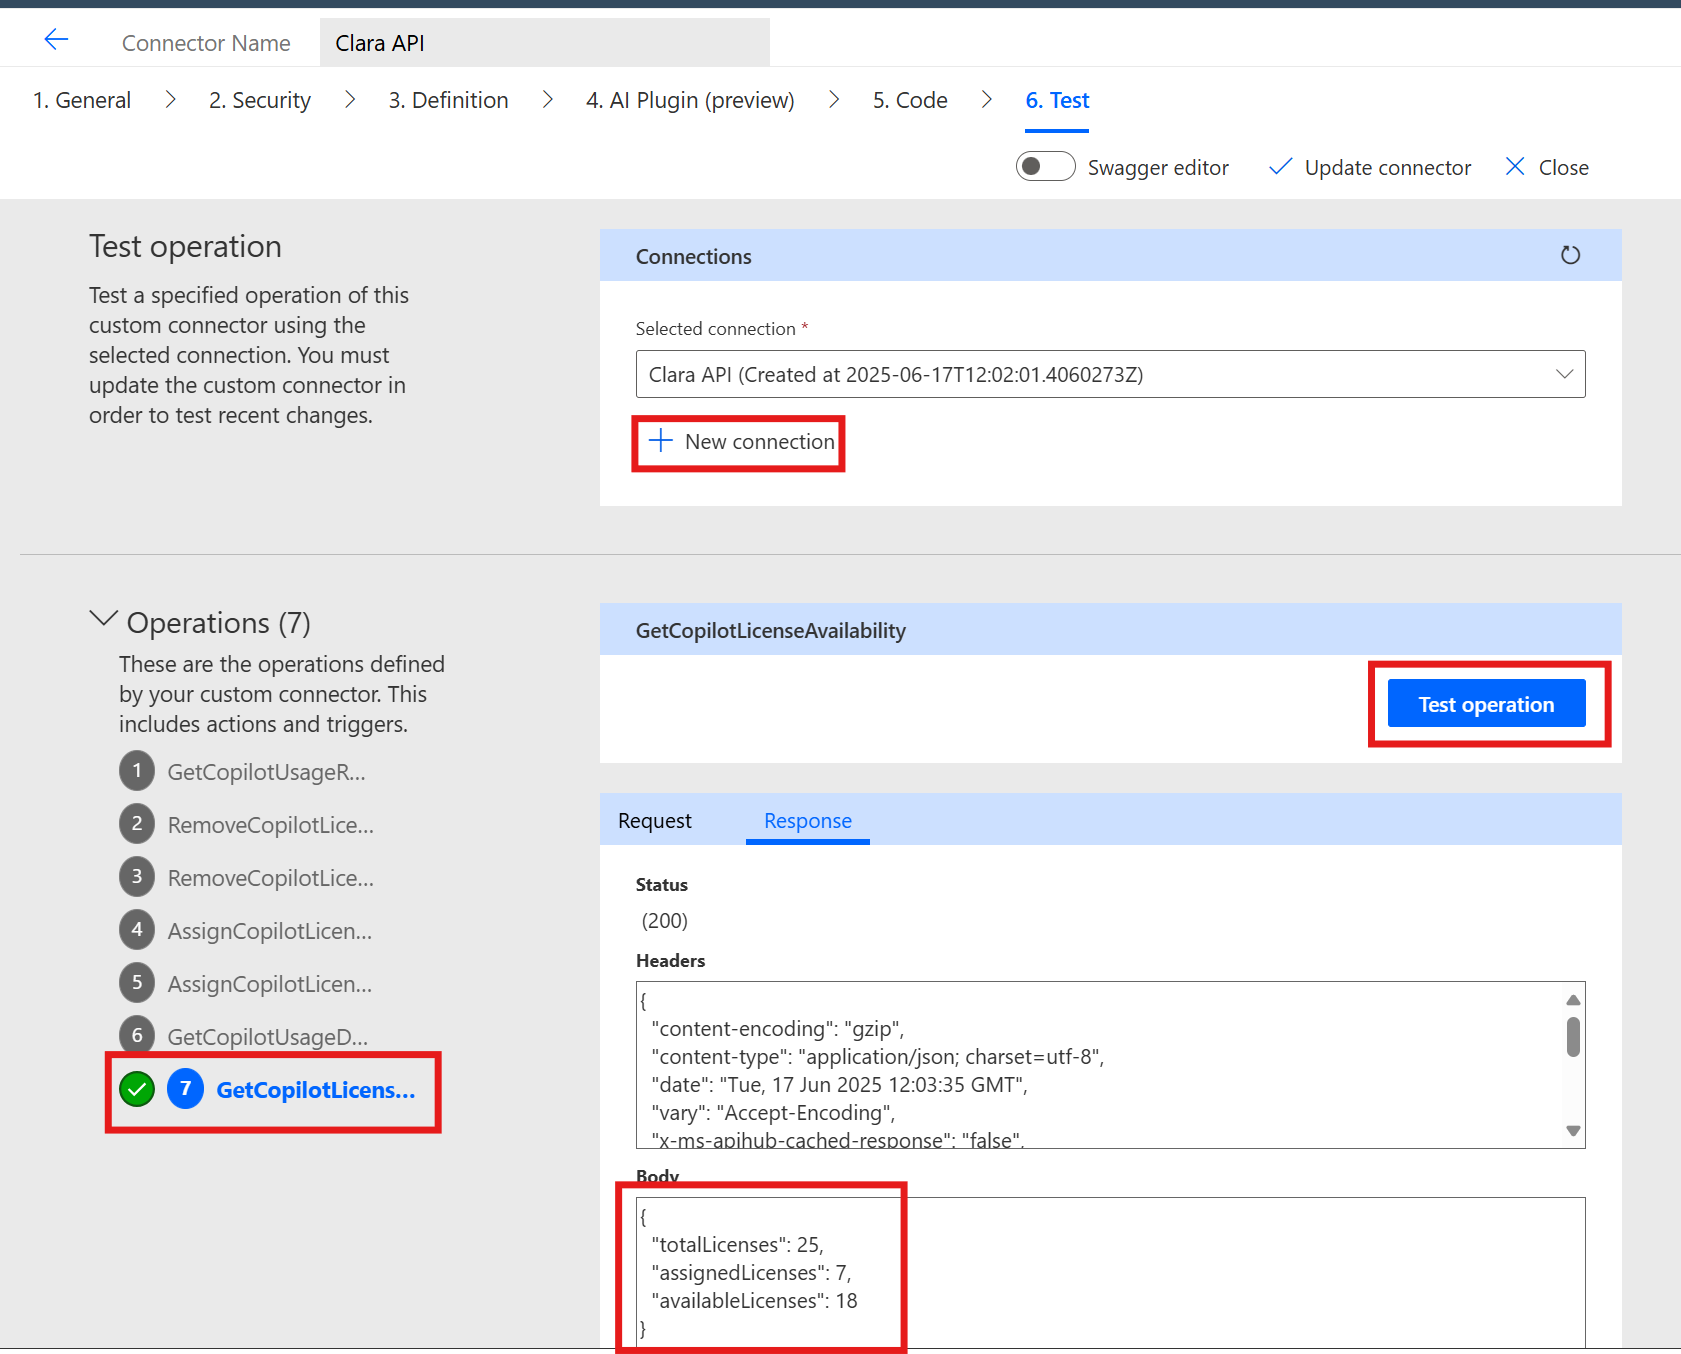 Connector Name
Clara API
1. General
2. Security
3. Definition
4. AI Plugin (preview)
5. Code
6. Test
Swagger editor
Update connector
Close
Test operation
Test a specified operation of this
custom connector using the
selected connection. You must
update the custom connector in
order to test recent changes.
Connections
Selected connection *
Clara API (Created at 2025-06-17T12:02:01.4060273Z)
New connection
Operations (7)
These are the operations defined
by your custom connector. This
includes actions and triggers.
1 GetCopilotUsageR...
2 RemoveCopilotLice...
3 RemoveCopilotLice...
4 AssignCopilotLicen...
5 AssignCopilotLicen...
6 GetCopilotUsageD...
7 GetCopilotLicens...
GetCopilotLicenseAvailability
Test operation
Request
Response
Status
(200)
Headers
{
"content-encoding": "gzip",
"content-type": "application/json; charset=utf-8",
"date": "Tue, 17 Jun 2025 12:03:35 GMT",
"vary": "Accept-Encoding",
"x-ms-apihub-cached-response": "false",
Body
{
"totalLicenses": 25,
"assignedLicenses": 7,
"availableLicenses": 18
}